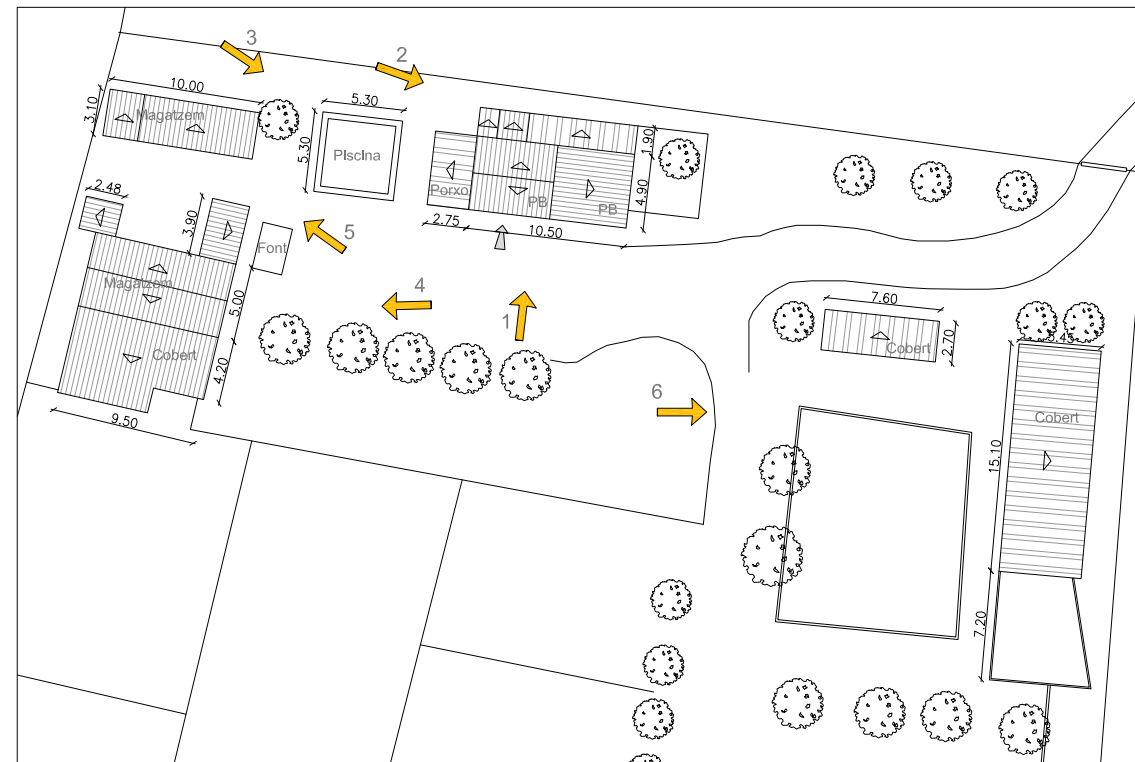 3
2
10.00
3.10
Magatzem
5.30
5.30
Piscina
1.90
4.90
Porxo
PB
PB
2.75
10.50
2.48
3.90
Font
5
Magatzem
5.00
Cobert
4.20
9.50
4
1
6
7.60
2.70
Cobert
5.45
Cobert
15.10
7.20